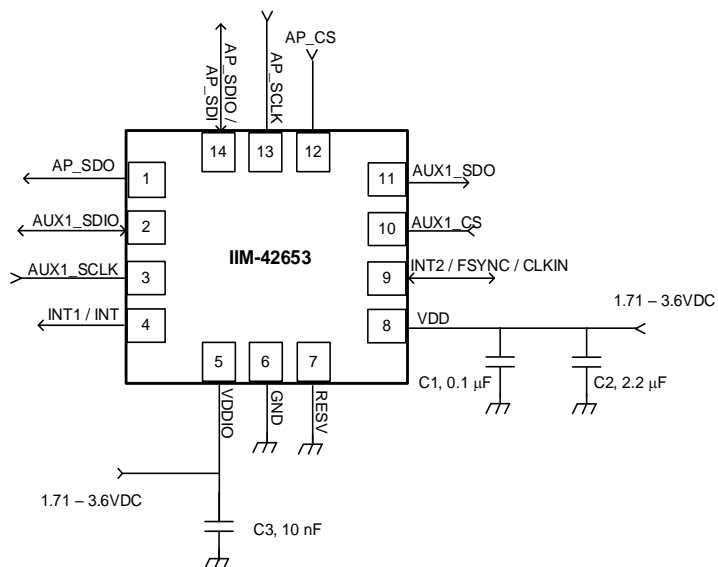 AP_SDIO /
AP_SDI
AP_SCLK
AP_CS
14
13
12
AP_SDO
1
11
AUX1_SDO
AUX1_SDIO
2
10
AUX1_CS
IIM-42653
AUX1_SCLK
3
9
INT2 / FSYNC / CLKIN
INT1 / INT
4
8
VDD
1.71 – 3.6VDC
5
6
7
C1, 0.1 µF
C2, 2.2 µF
VDDIO
GND
RESV
1.71 – 3.6VDC
C3, 10 nF